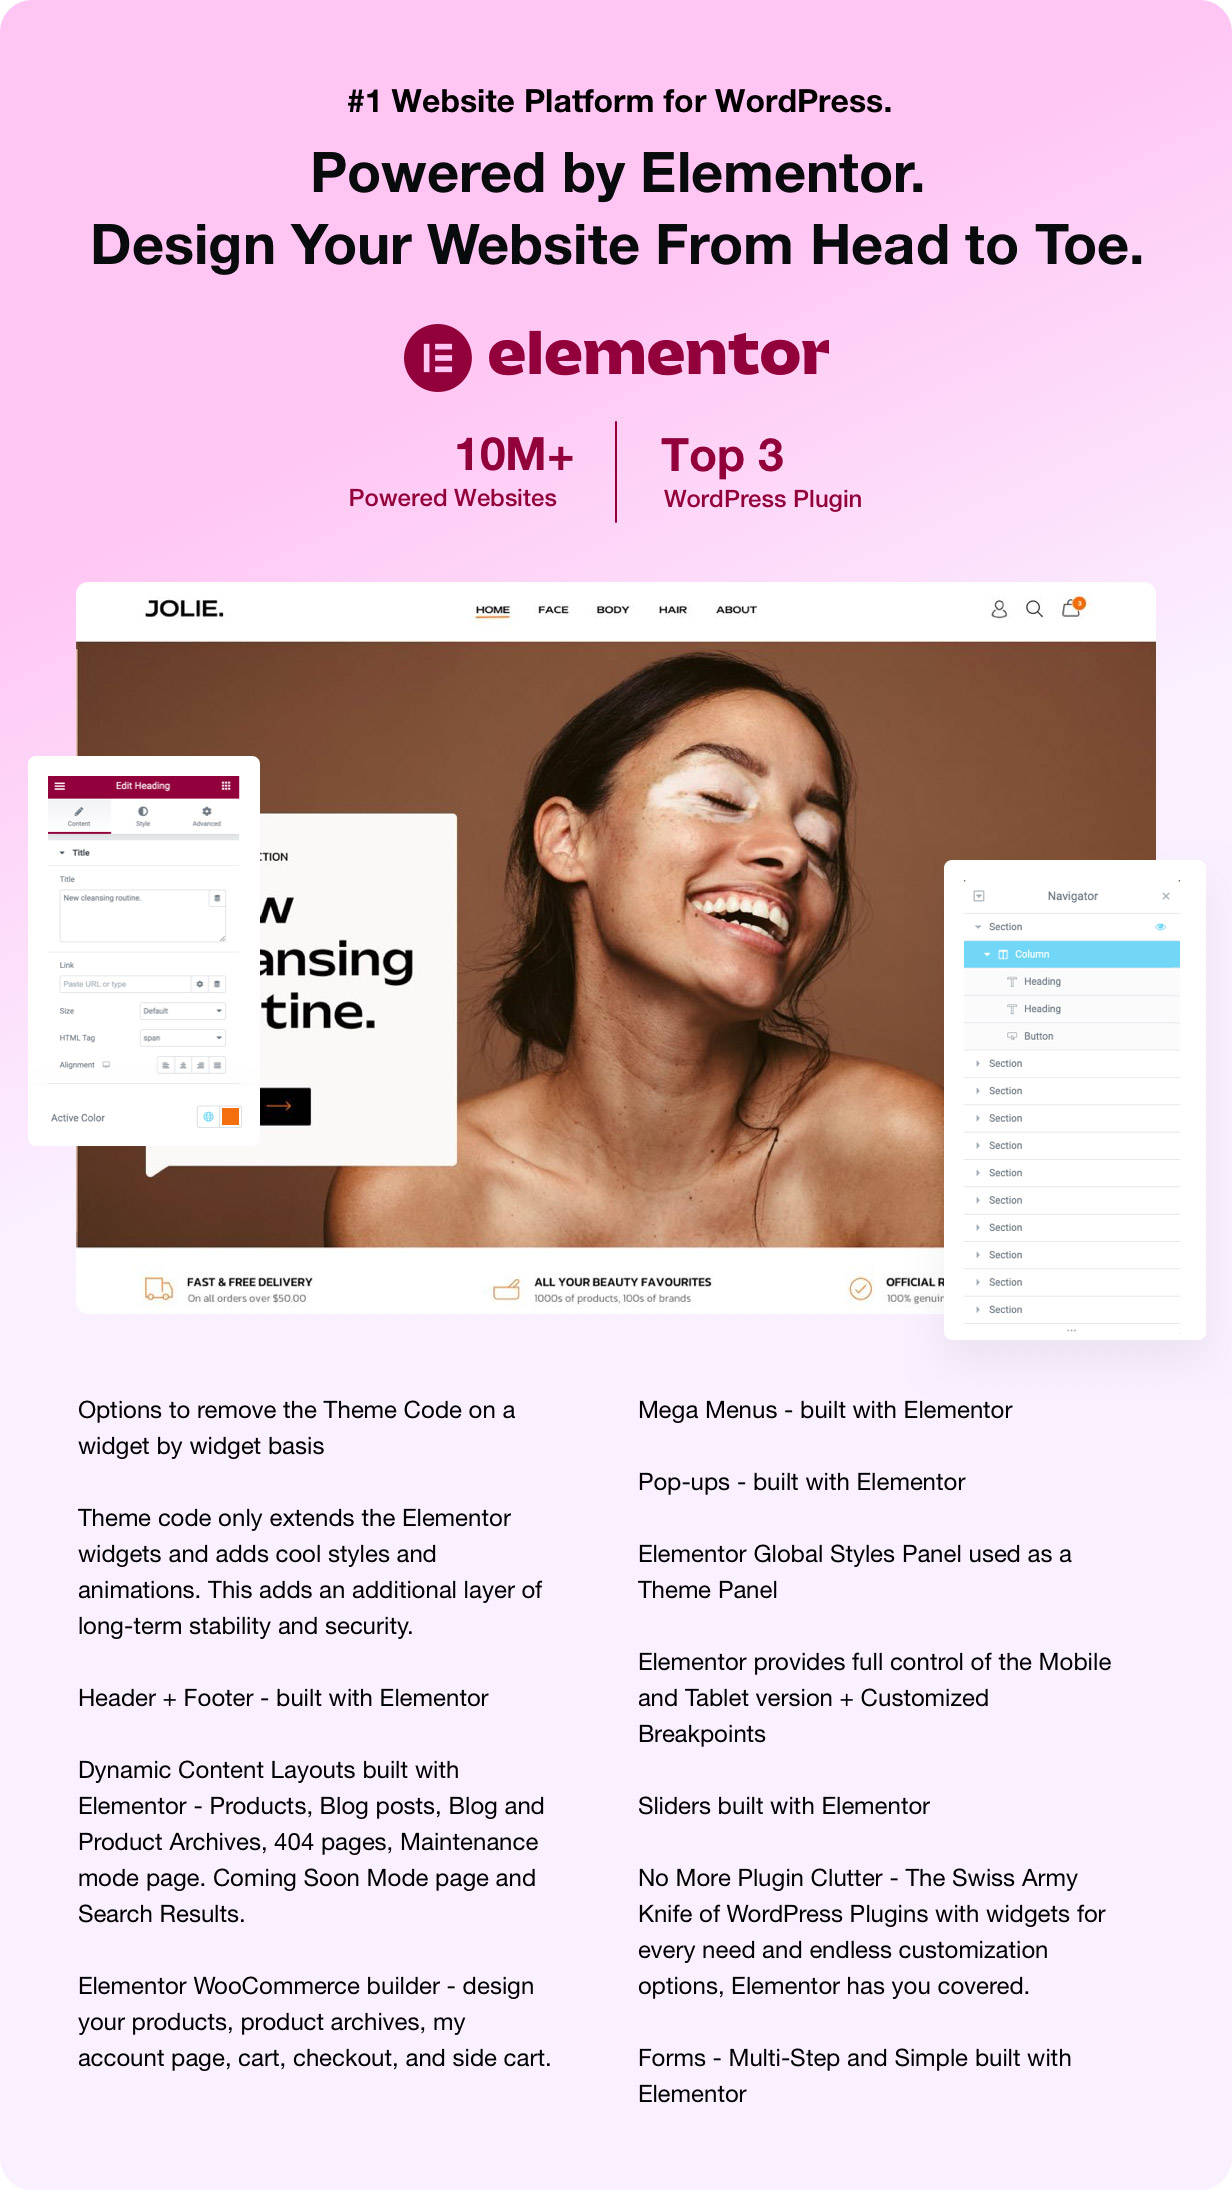 #1 Website Platform for WordPress.
Powered by Elementor.
Design Your Website From Head to Toe.
elementor
10M+
Powered Websites
Top 3
WordPress Plugin
JOLIE.
HOME
FACE
BODY
HAIR
ABOUT
3
Edit Heading
Content
Style
Advanced
Title
Title
New cleansing routine.
Link
Paste URL or type
Size
Default
HTML Tag
span
Alignment
Active Color
CTION
w
ansing
tine.
Navigator
Section
Column
Heading
Heading
Button
Section
Section
Section
Section
Section
Section
Section
Section
Section
Section
FAST & FREE DELIVERY
On all orders over $50.00
ALL YOUR BEAUTY FAVOURITES
1000s of products, 100s of brands
OFFICIAL R
100% genuin
Options to remove the Theme Code on a
widget by widget basis
Theme code only extends the Elementor
widgets and adds cool styles and
animations. This adds an additional layer of
long-term stability and security.
Header + Footer - built with Elementor
Dynamic Content Layouts built with
Elementor - Products, Blog posts, Blog and
Product Archives, 404 pages, Maintenance
mode page. Coming Soon Mode page and
Search Results.
Elementor WooCommerce builder - design
your products, product archives, my
account page, cart, checkout, and side cart.
Mega Menus - built with Elementor
Pop-ups - built with Elementor
Elementor Global Styles Panel used as a
Theme Panel
Elementor provides full control of the Mobile
and Tablet version + Customized
Breakpoints
Sliders built with Elementor
No More Plugin Clutter - The Swiss Army
Knife of WordPress Plugins with widgets for
every need and endless customization
options, Elementor has you covered.
Forms - Multi-Step and Simple built with
Elementor